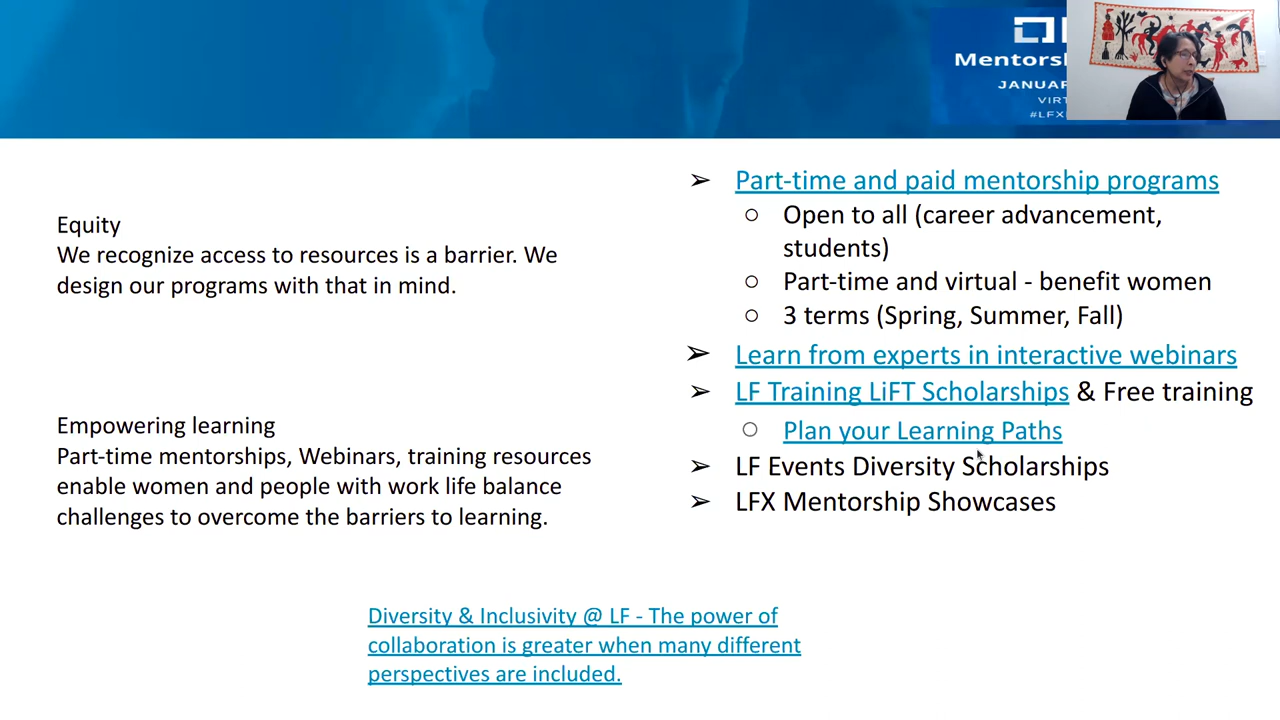 Mentors
JANUAR
VIRT
#LFX
Equity
We recognize access to resources is a barrier. We
design our programs with that in mind.
Empowering learning
Part-time mentorships, Webinars, training resources
enable women and people with work life balance
challenges to overcome the barriers to learning.
➢ Part-time and paid mentorship programs
○ Open to all (career advancement,
students)
○ Part-time and virtual - benefit women
○ 3 terms (Spring, Summer, Fall)
➢ Learn from experts in interactive webinars
➢ LF Training LiFT Scholarships & Free training
○ Plan your Learning Paths
➢ LF Events Diversity Scholarships
➢ LFX Mentorship Showcases
Diversity & Inclusivity @ LF - The power of
collaboration is greater when many different
perspectives are included.